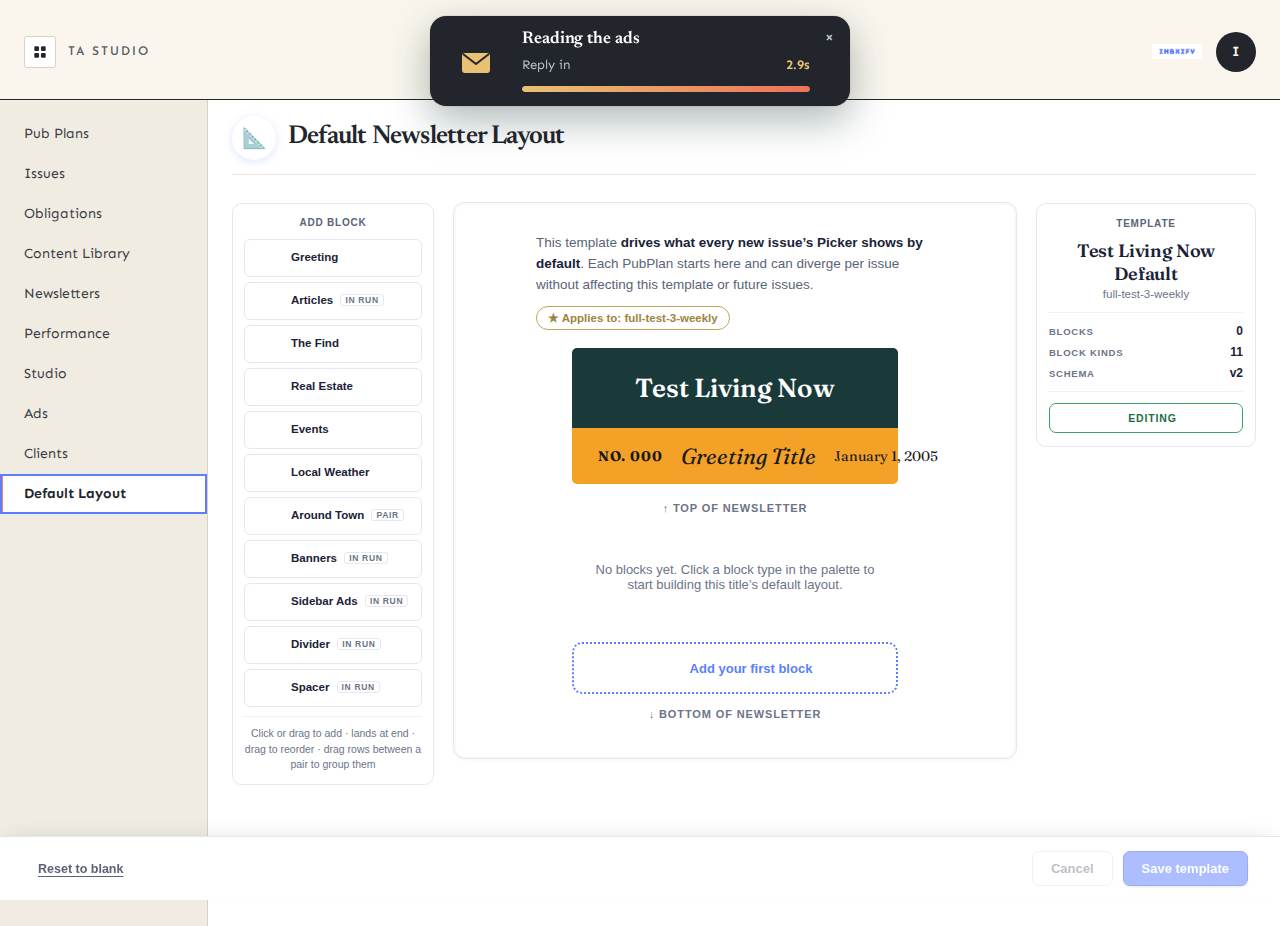 TA STUDIO
Reading the ads
×
Reply in
2.9s
INBXIFY
I
Pub Plans
Issues
Obligations
Content Library
Newsletters
Performance
Studio
Ads
Clients
Default Layout
Default Newsletter Layout
ADD BLOCK
Greeting
Articles IN RUN
The Find
Real Estate
Events
Local Weather
Around Town PAIR
Banners IN RUN
Sidebar Ads IN RUN
Divider IN RUN
Spacer IN RUN
Click or drag to add · lands at end ·
drag to reorder · drag rows between a
pair to group them
This template drives what every new issue’s Picker shows by
default. Each PubPlan starts here and can diverge per issue
without affecting this template or future issues.
★ Applies to: full-test-3-weekly
Test Living Now
NO. 000 Greeting Title January 1, 2005
↑ TOP OF NEWSLETTER
No blocks yet. Click a block type in the palette to
start building this title’s default layout.
Add your first block
↓ BOTTOM OF NEWSLETTER
TEMPLATE
Test Living Now
Default
full-test-3-weekly
BLOCKS 0
BLOCK KINDS 11
SCHEMA v2
EDITING
Reset to blank
Cancel
Save template